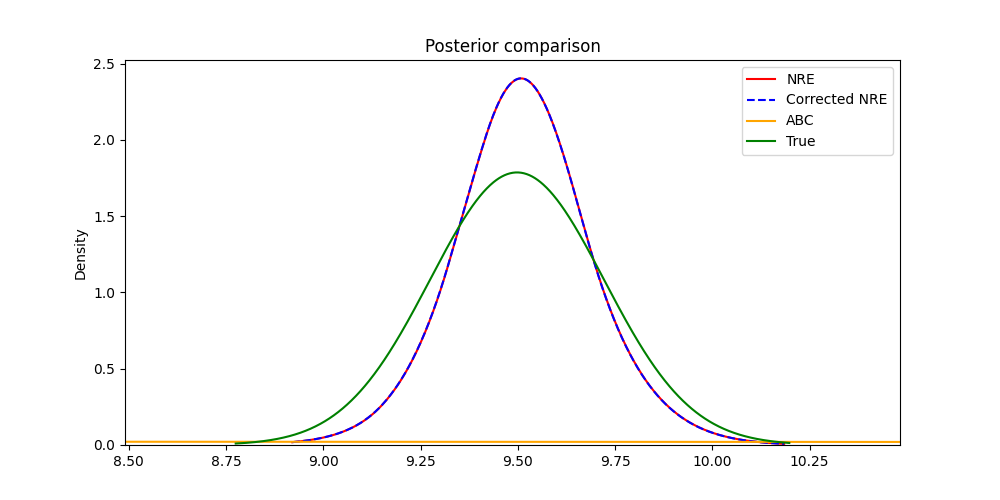 Posterior comparison
NRE
Corrected NRE
ABC
True
Density
2.5
2.0
1.5
1.0
0.5
0.0
8.50 8.75 9.00 9.25 9.50 9.75 10.00 10.25